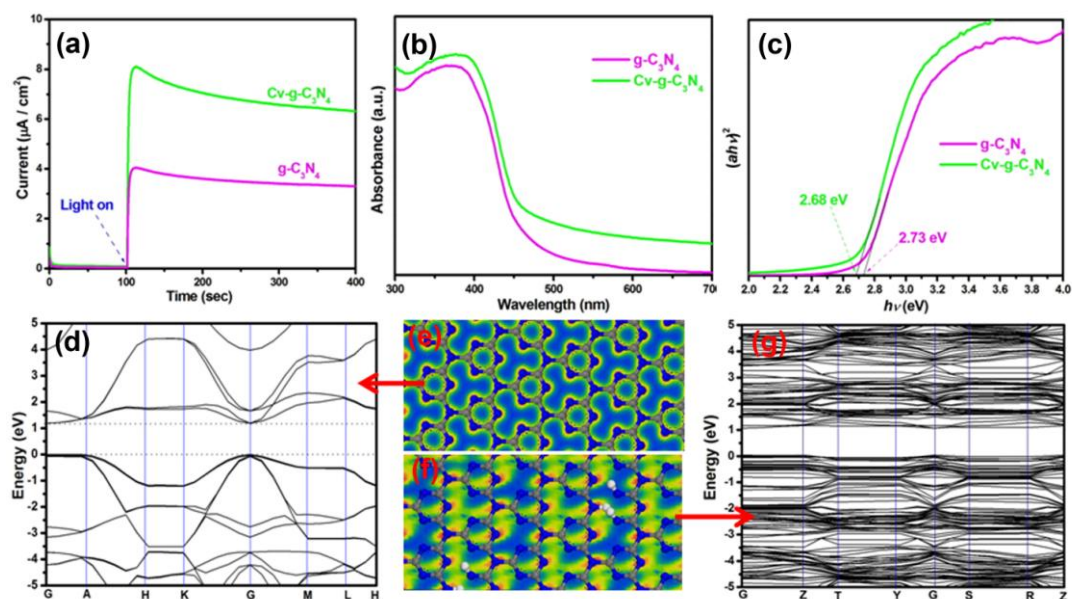 (a)
10
8
6
4
2
0
Current (μA / cm²)
Cv-g-C₃N₄
g-C₃N₄
Light on
0 100 200 300 400
Time (sec)
(b)
Absorbance (a.u.)
g-C₃N₄
Cv-g-C₃N₄
300 400 500 600 700
Wavelength (nm)
(c)
(ahν)²
g-C₃N₄
Cv-g-C₃N₄
2.68 eV
2.73 eV
2.0 2.2 2.4 2.6 2.8 3.0 3.2 3.4 3.6 3.8 4.0
hν (eV)
(d)
5
4
3
2
1
0
-1
-2
-3
-4
-5
Energy (eV)
G A H K G M L H
(e)
(f)
(g)
5
4
3
2
1
0
-1
-2
-3
-4
-5
Energy (eV)
G Z T Y G S R Z